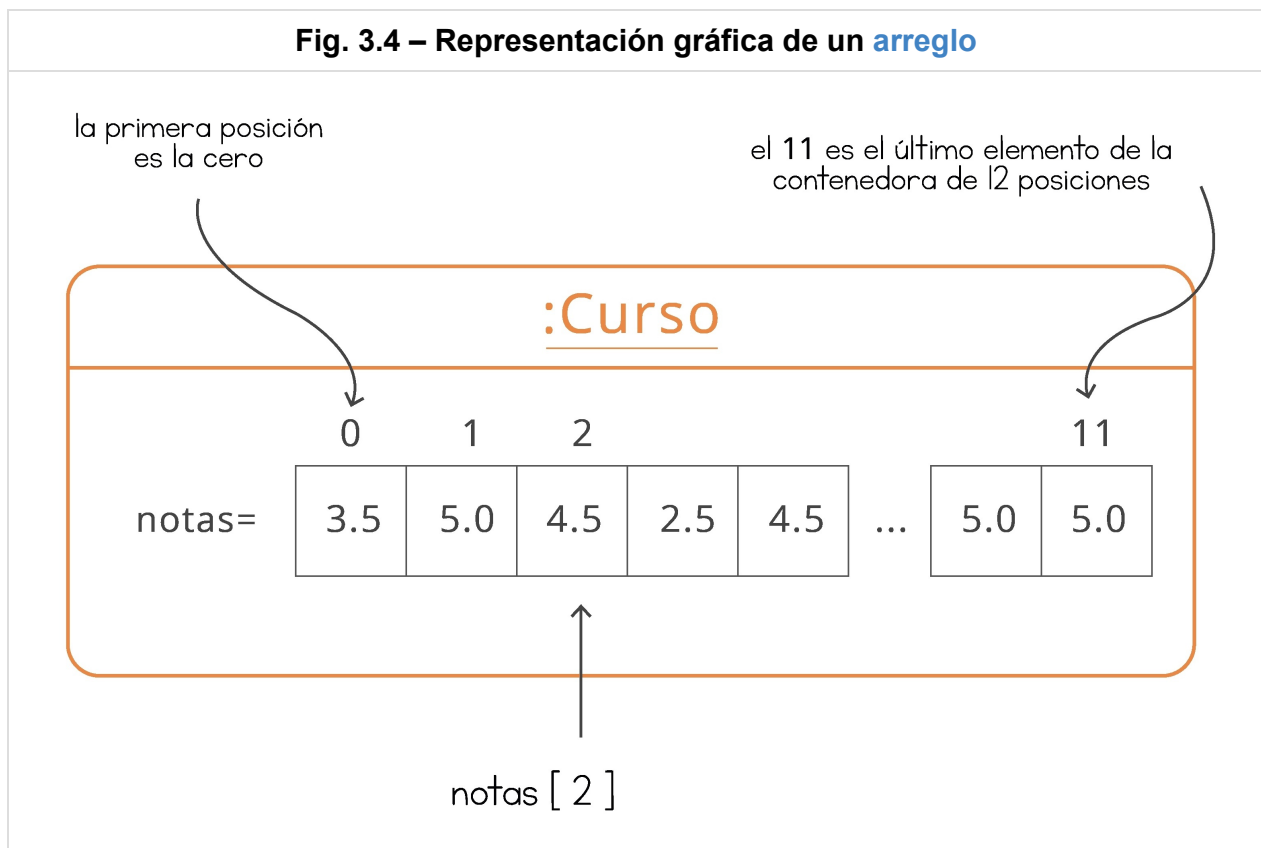 Fig. 3.4 – Representación gráfica de un arreglo
la primera posición
es la cero
el 11 es el último elemento de la
contenedora de 12 posiciones
:Curso
0 1 2 11
notas= 3.5 5.0 4.5 2.5 4.5 ... 5.0 5.0
notas [ 2 ]